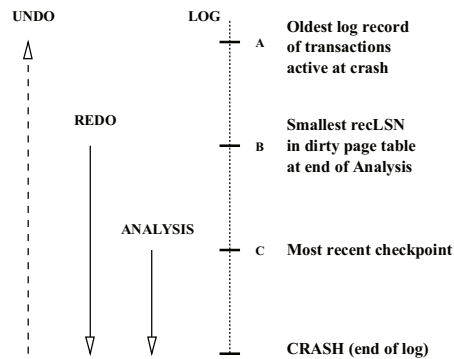 UNDO
LOG
A
Oldest log record
of transactions
active at crash
REDO
B
Smallest recLSN
in dirty page table
at end of Analysis
ANALYSIS
C
Most recent checkpoint
CRASH (end of log)